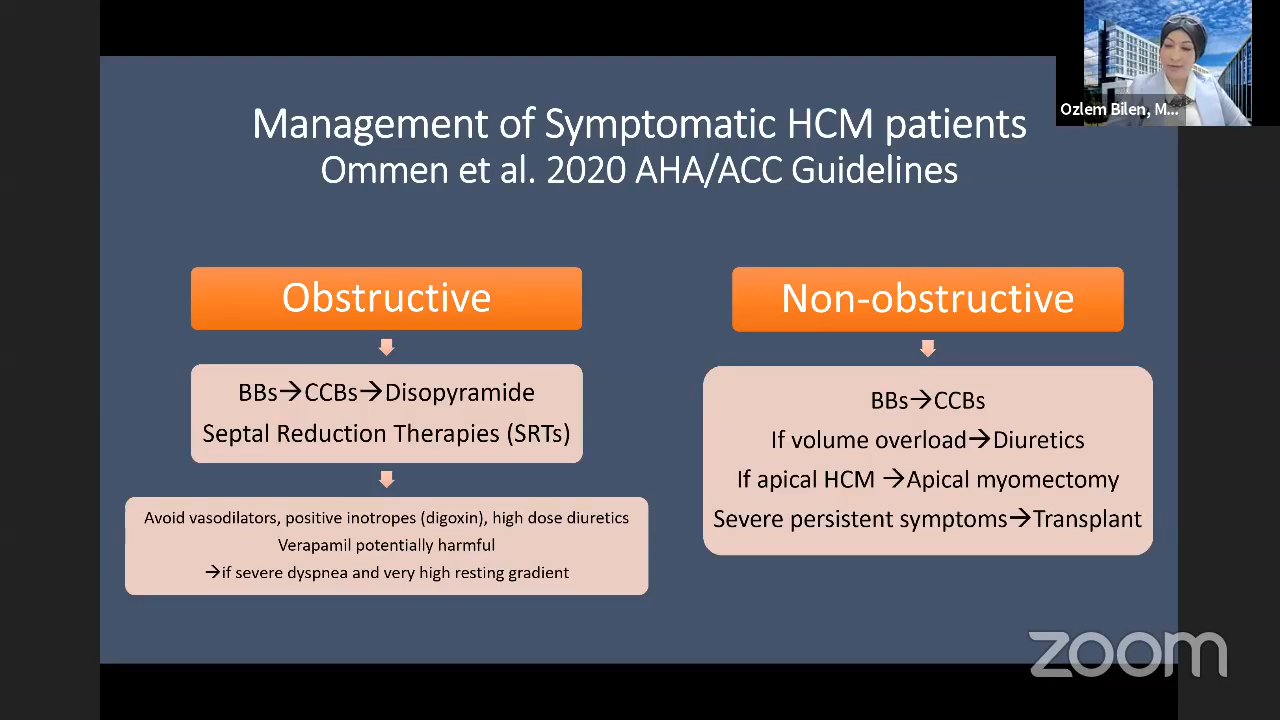 Ozlem Bilen, M...
Management of Symptomatic HCM patients
Ommen et al. 2020 AHA/ACC Guidelines
Obstructive
BBs→CCBs→Disopyramide
Septal Reduction Therapies (SRTs)
Avoid vasodilators, positive inotropes (digoxin), high dose diuretics
Verapamil potentially harmful
→if severe dyspnea and very high resting gradient
Non-obstructive
BBs→CCBs
If volume overload→Diuretics
If apical HCM →Apical myomectomy
Severe persistent symptoms→Transplant
zoom